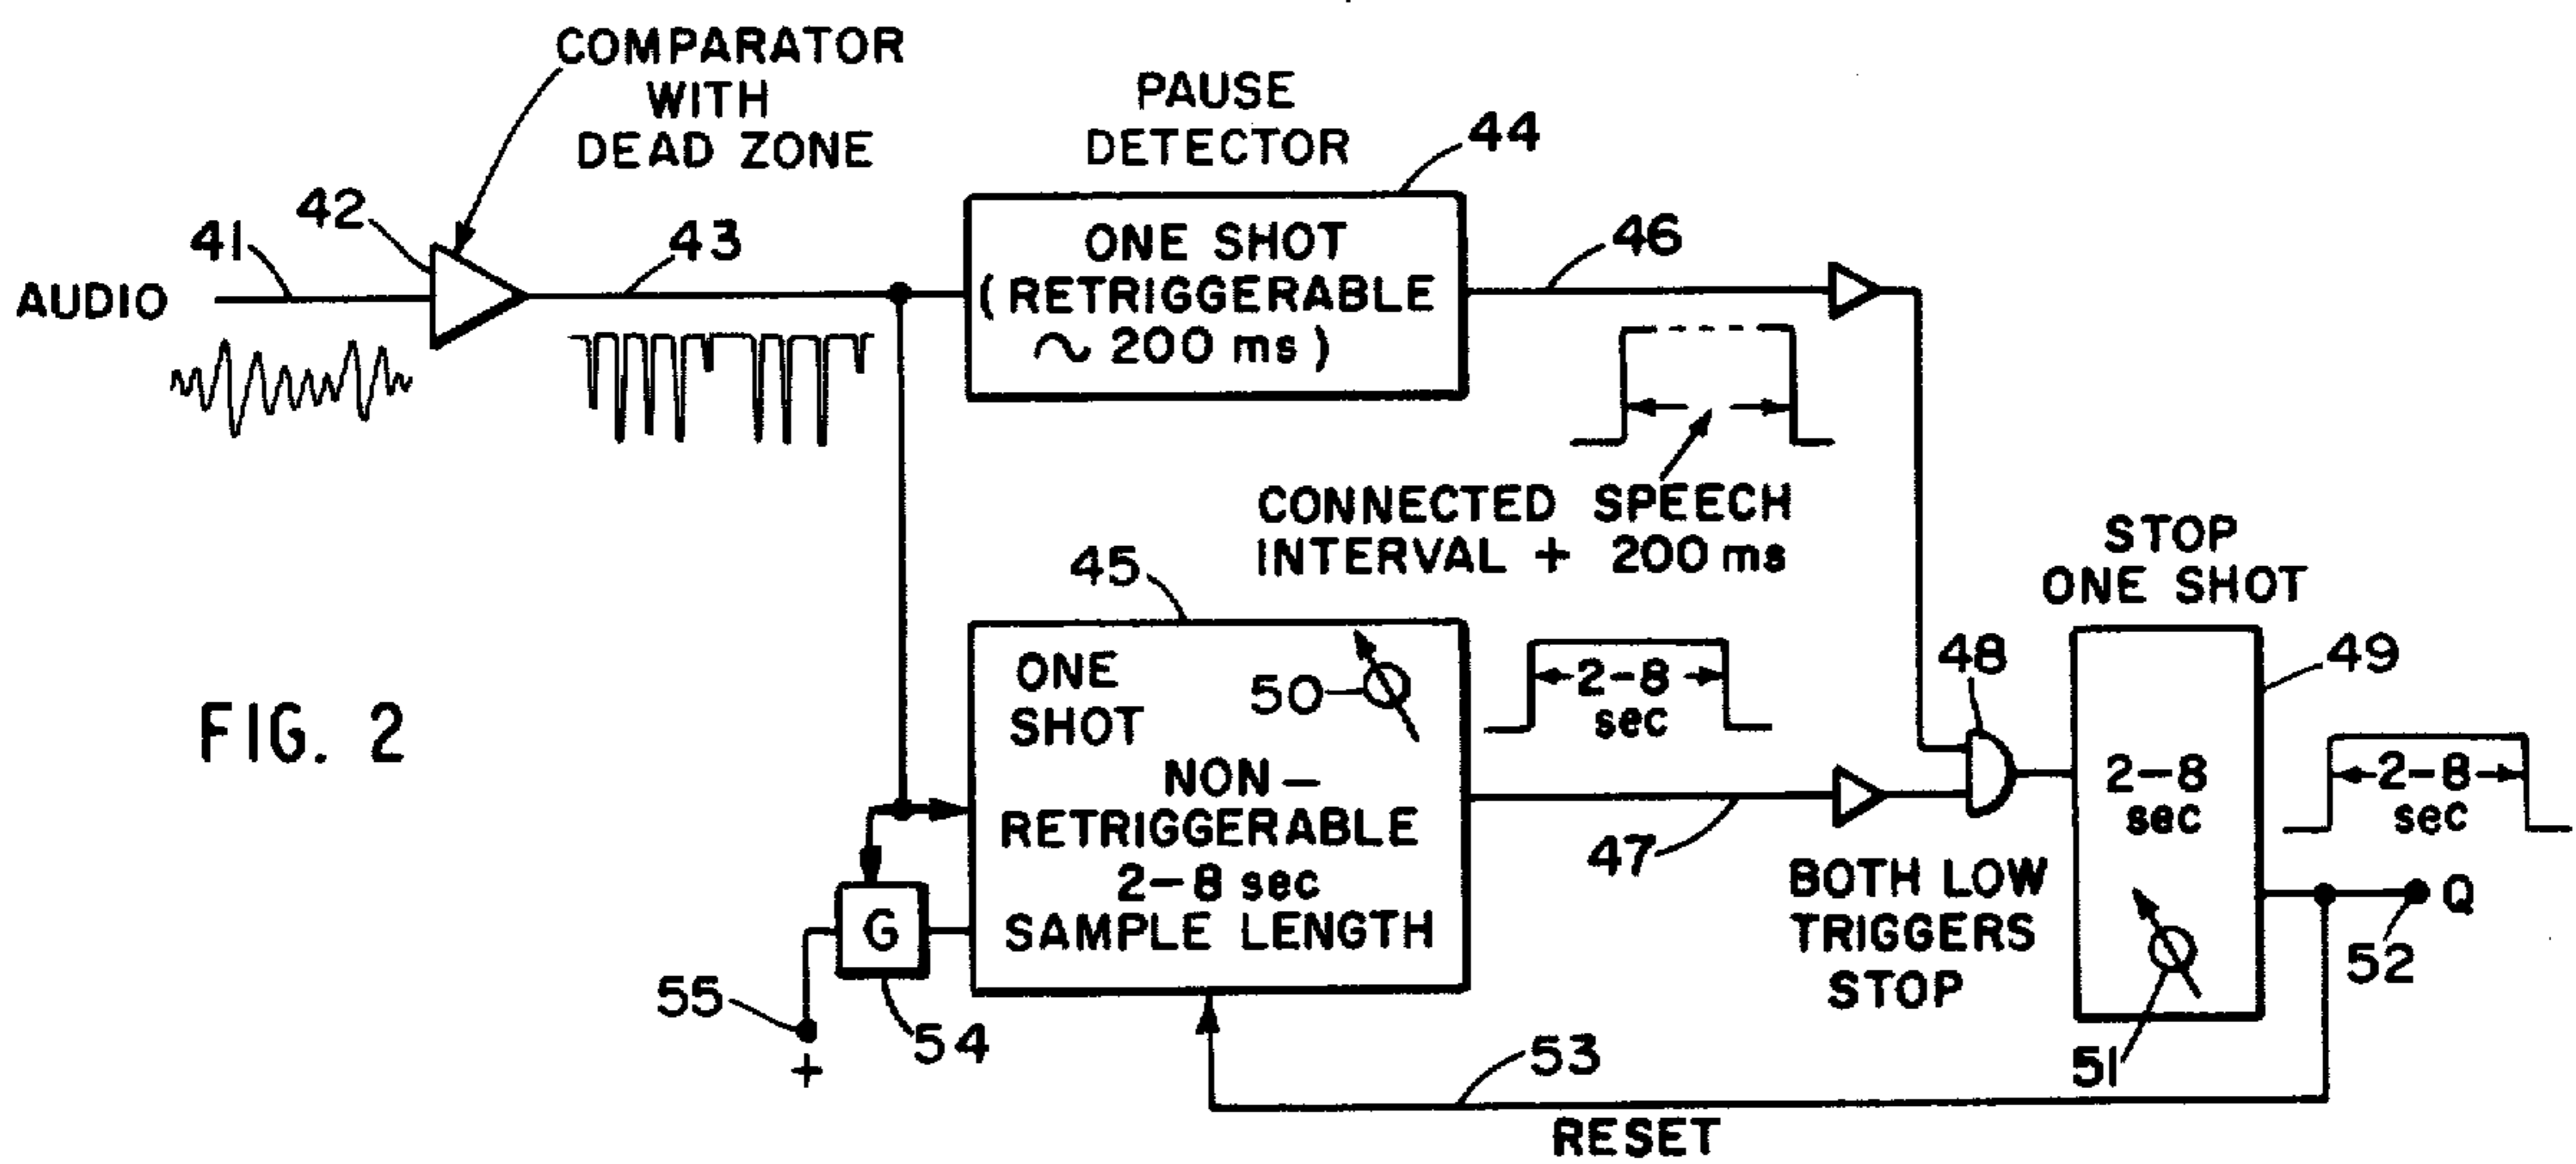 COMPARATOR
WITH
DEAD ZONE
PAUSE
DETECTOR
44
42
41
43
46
AUDIO
ONE SHOT
(RETRIGGERABLE
~ 200 ms)
CONNECTED SPEECH
INTERVAL + 200 ms
45
STOP
ONE SHOT
ONE
SHOT
50
NON-
RETRIGGERABLE
2-8 sec
SAMPLE LENGTH
2-8
sec
48
49
2-8
sec
2-8
sec
47
BOTH LOW
TRIGGERS
STOP
Q
52
51
G
55
+
54
53
RESET
FIG. 2